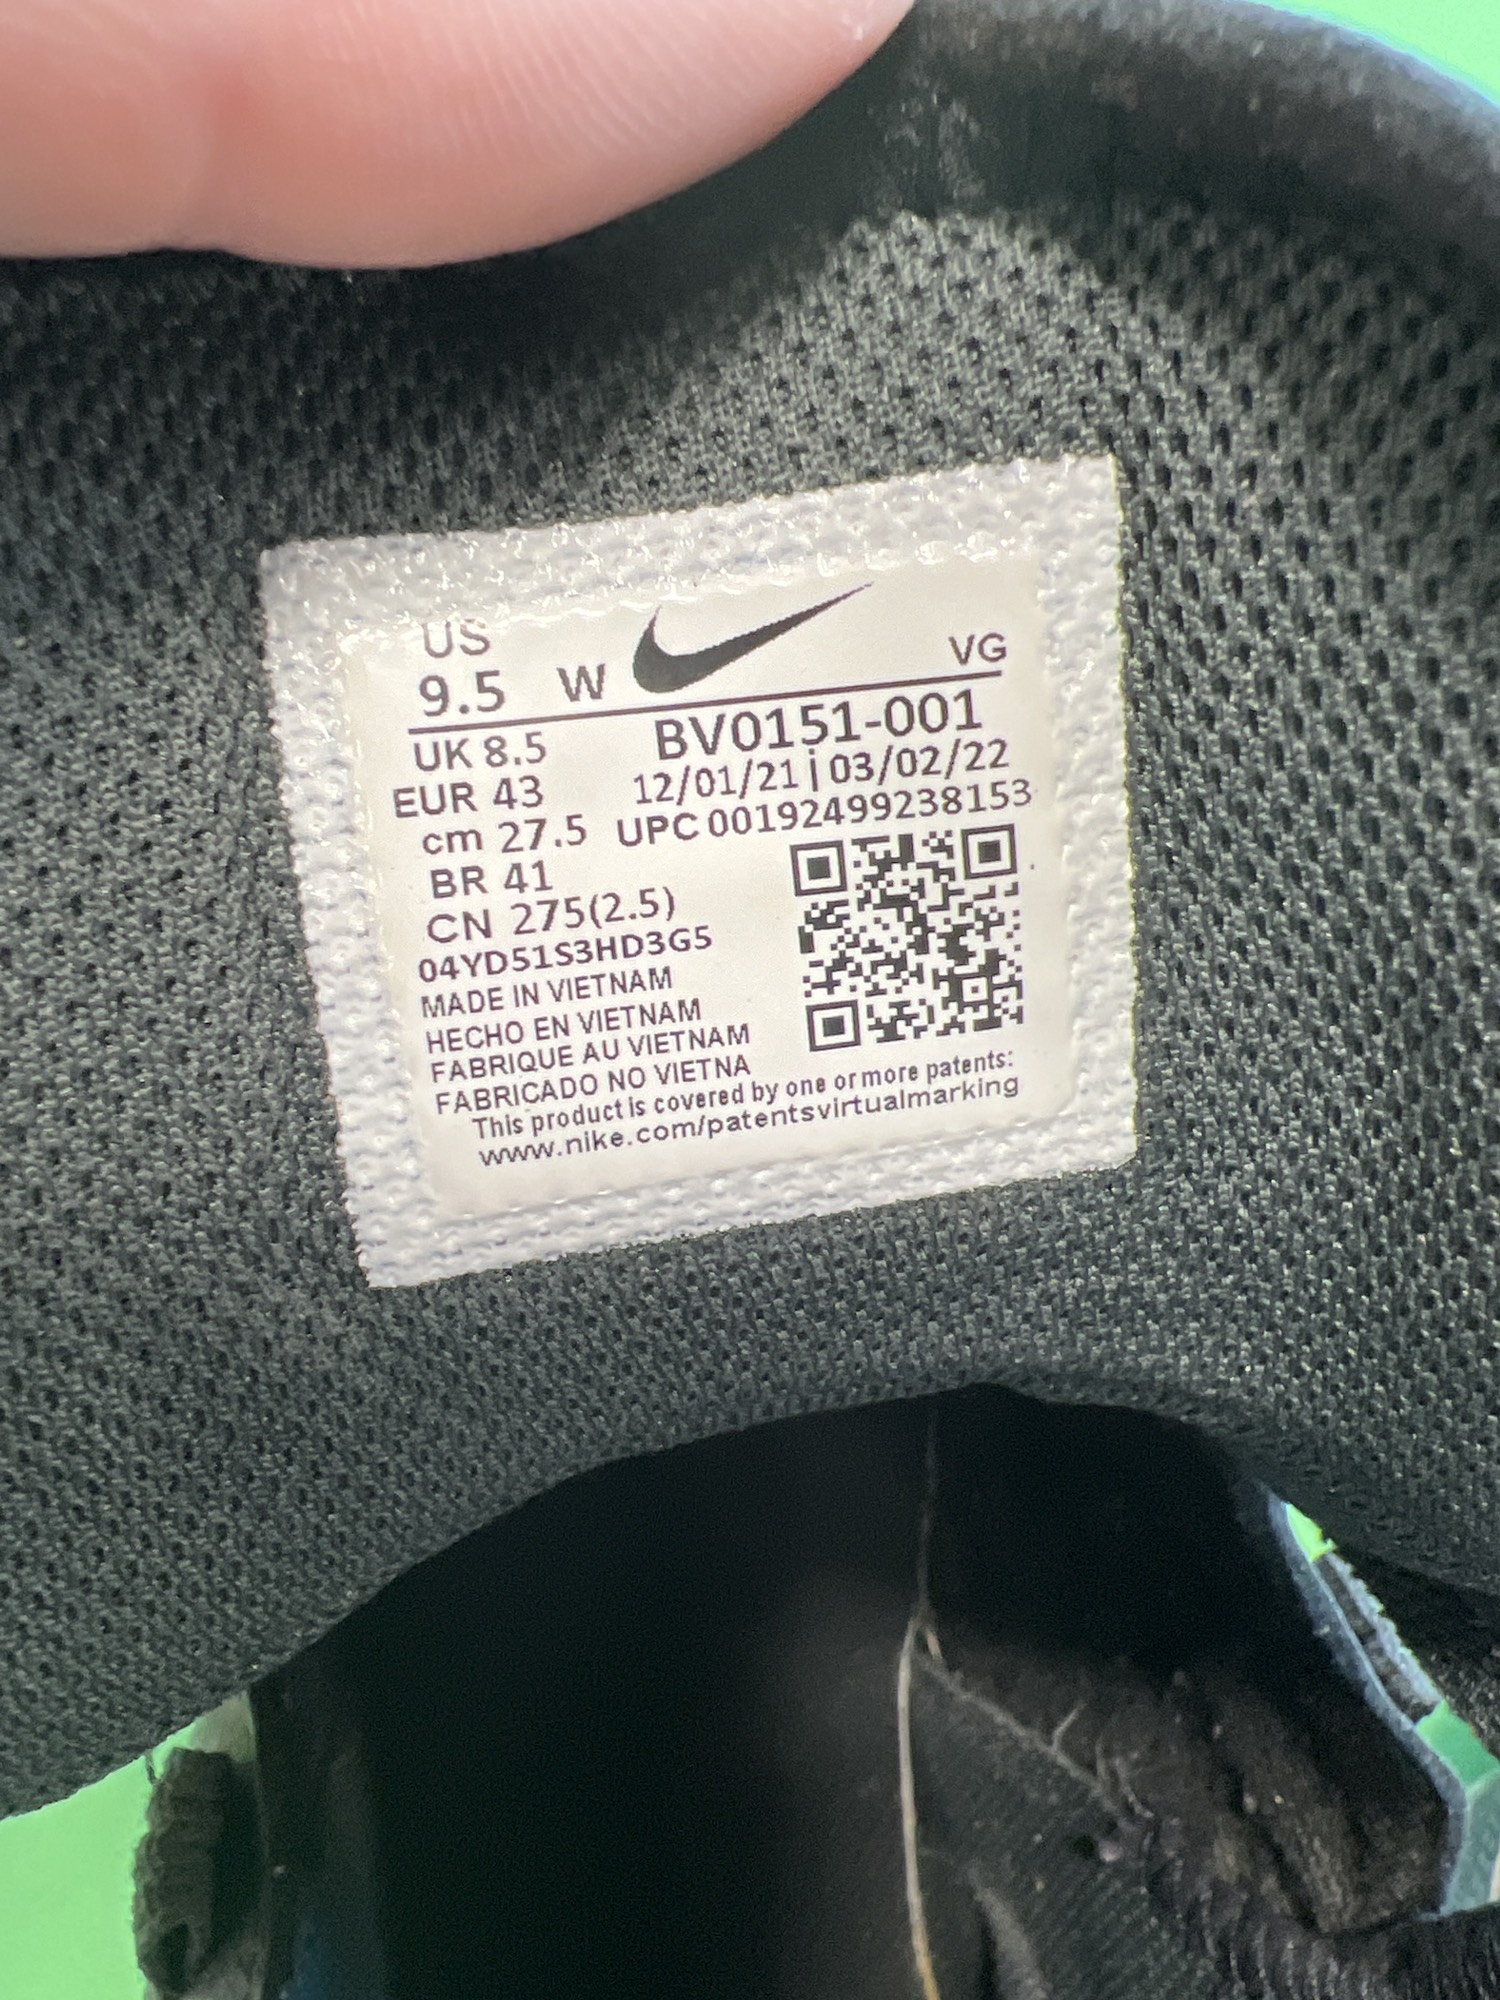 US
9.5 W VG
UK 8.5 BV0151-001
EUR 43 12/01/21 | 03/02/22
cm 27.5 UPC 00192499238153
BR 41
CN 275(2.5)
04YD51S3HD3G5
MADE IN VIETNAM
HECHO EN VIETNAM
FABRIQUE AU VIETNAM
FABRICADO NO VIETNA
This product is covered by one or more patents:
www.nike.com/patentsvirtualmarking